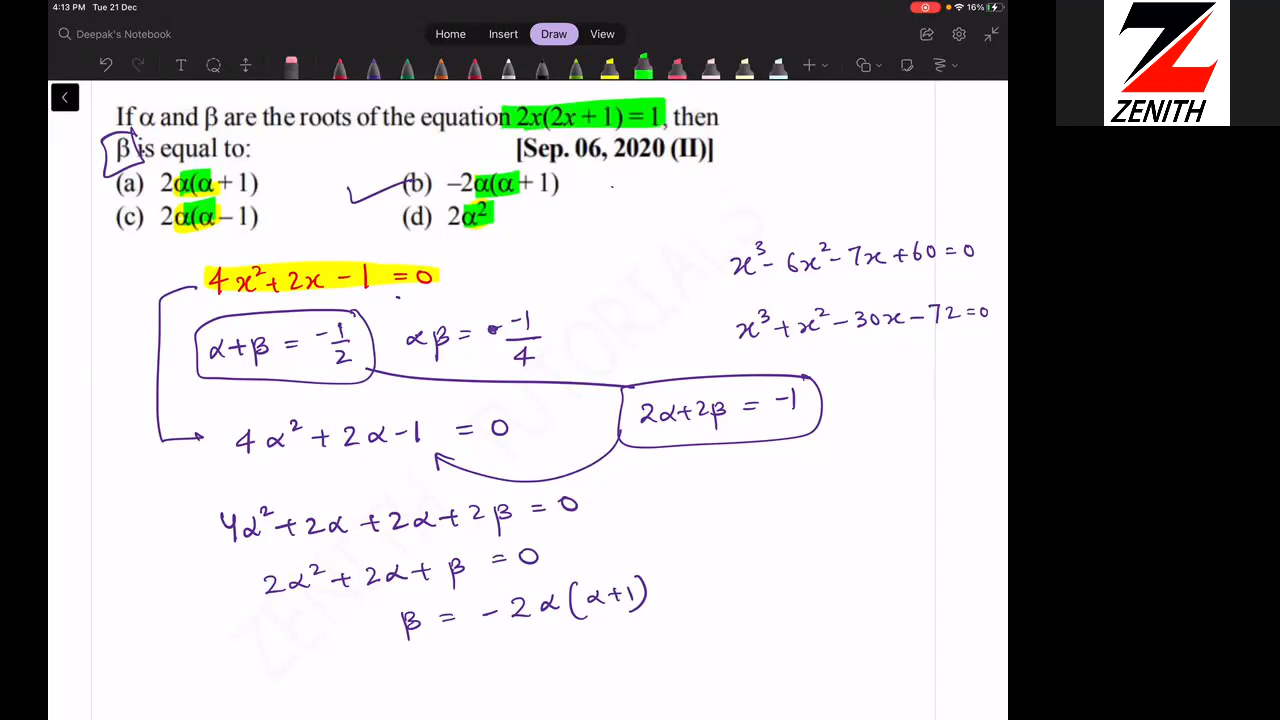 4:13 PM Tue 21 Dec
16%
Deepak's Notebook
Home Insert Draw View
If α and β are the roots of the equation 2x(2x + 1) = 1, then
β is equal to: [Sep. 06, 2020 (II)]
(a) 2α(α + 1) (b) –2α(α + 1)
(c) 2α(α – 1) (d) 2α²
4x² + 2x - 1 = 0
x³ - 6x² - 7x + 60 = 0
x³ + x² - 30x - 72 = 0
α + β = -1/2 αβ = -1/4
2α + 2β = -1
4α² + 2α - 1 = 0
4α² + 2α + 2α + 2β = 0
2α² + 2α + β = 0
β = -2α(α + 1)
ZENITH TUTORIALS
ZENITH